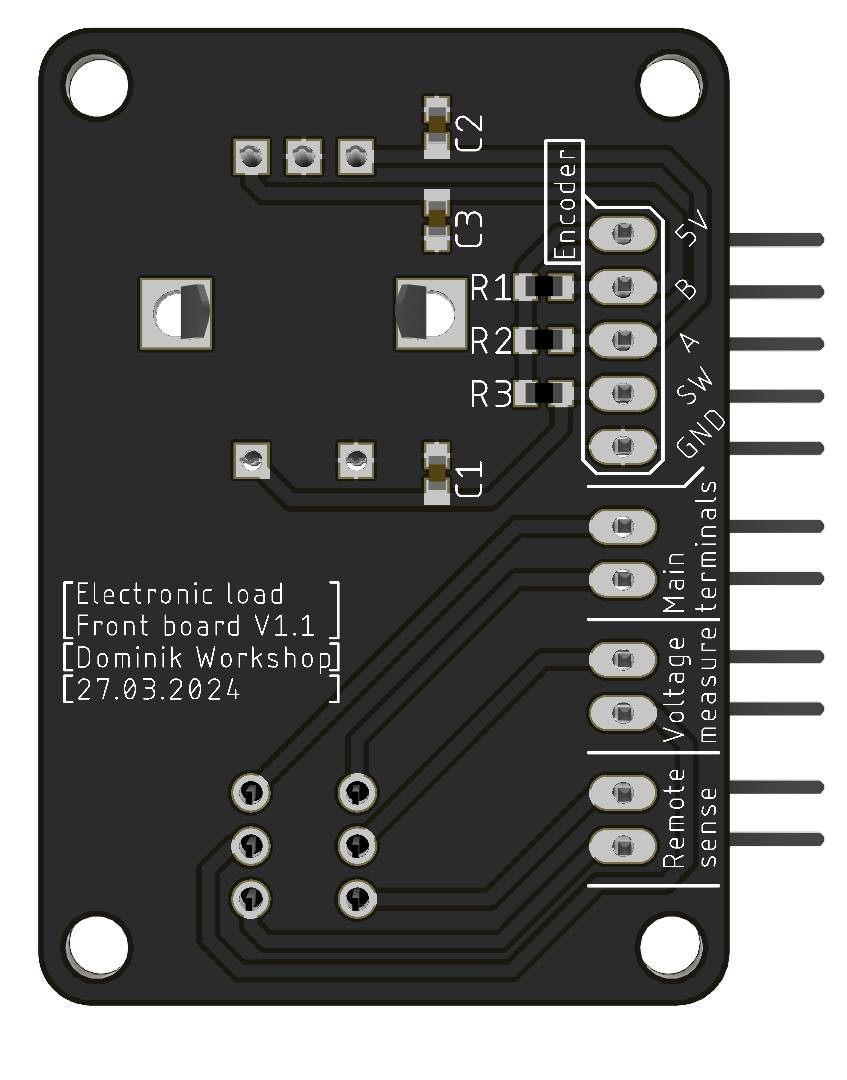 C2
C3
Encoder
5V
R1
B
R2
A
R3
SW
GND
C1
Main
terminals
[Electronic load
Front board V1.1 ]
[Dominik Workshop]
[27.03.2024 ]
Voltage
measure
Remote
sense